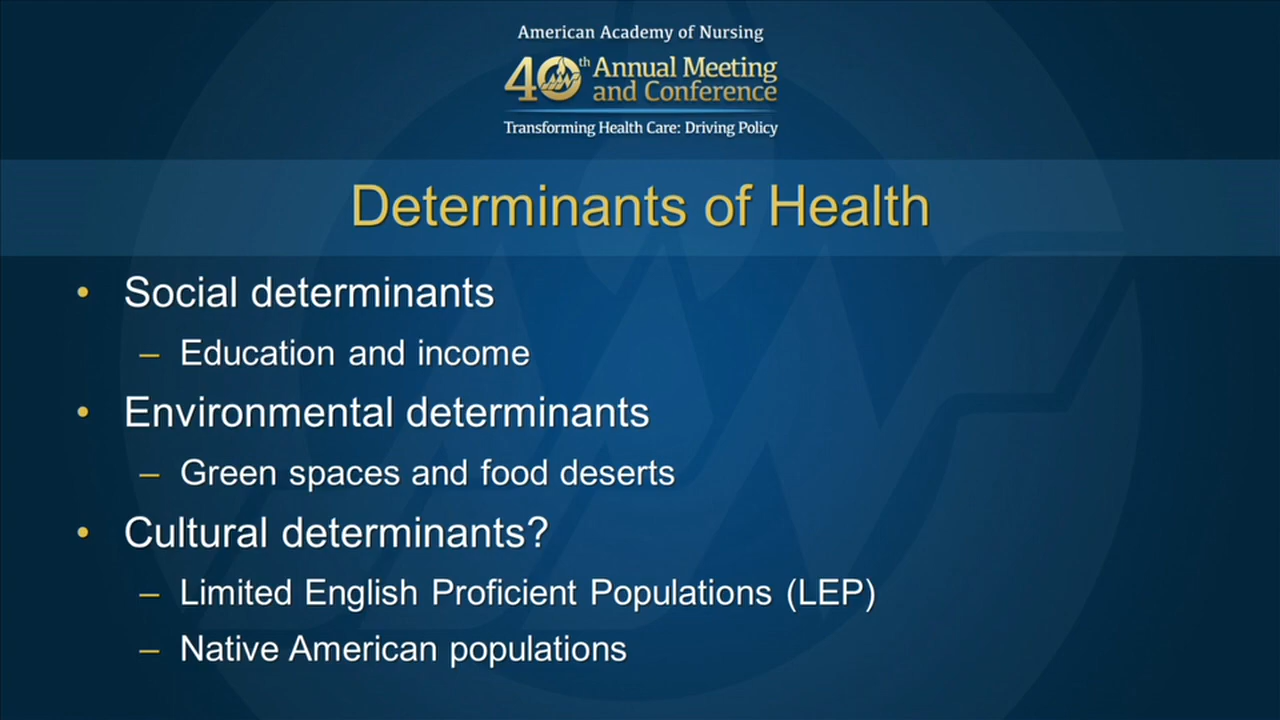 American Academy of Nursing
40th Annual Meeting
and Conference
Transforming Health Care: Driving Policy
Determinants of Health
• Social determinants
– Education and income
• Environmental determinants
– Green spaces and food deserts
• Cultural determinants?
– Limited English Proficient Populations (LEP)
– Native American populations